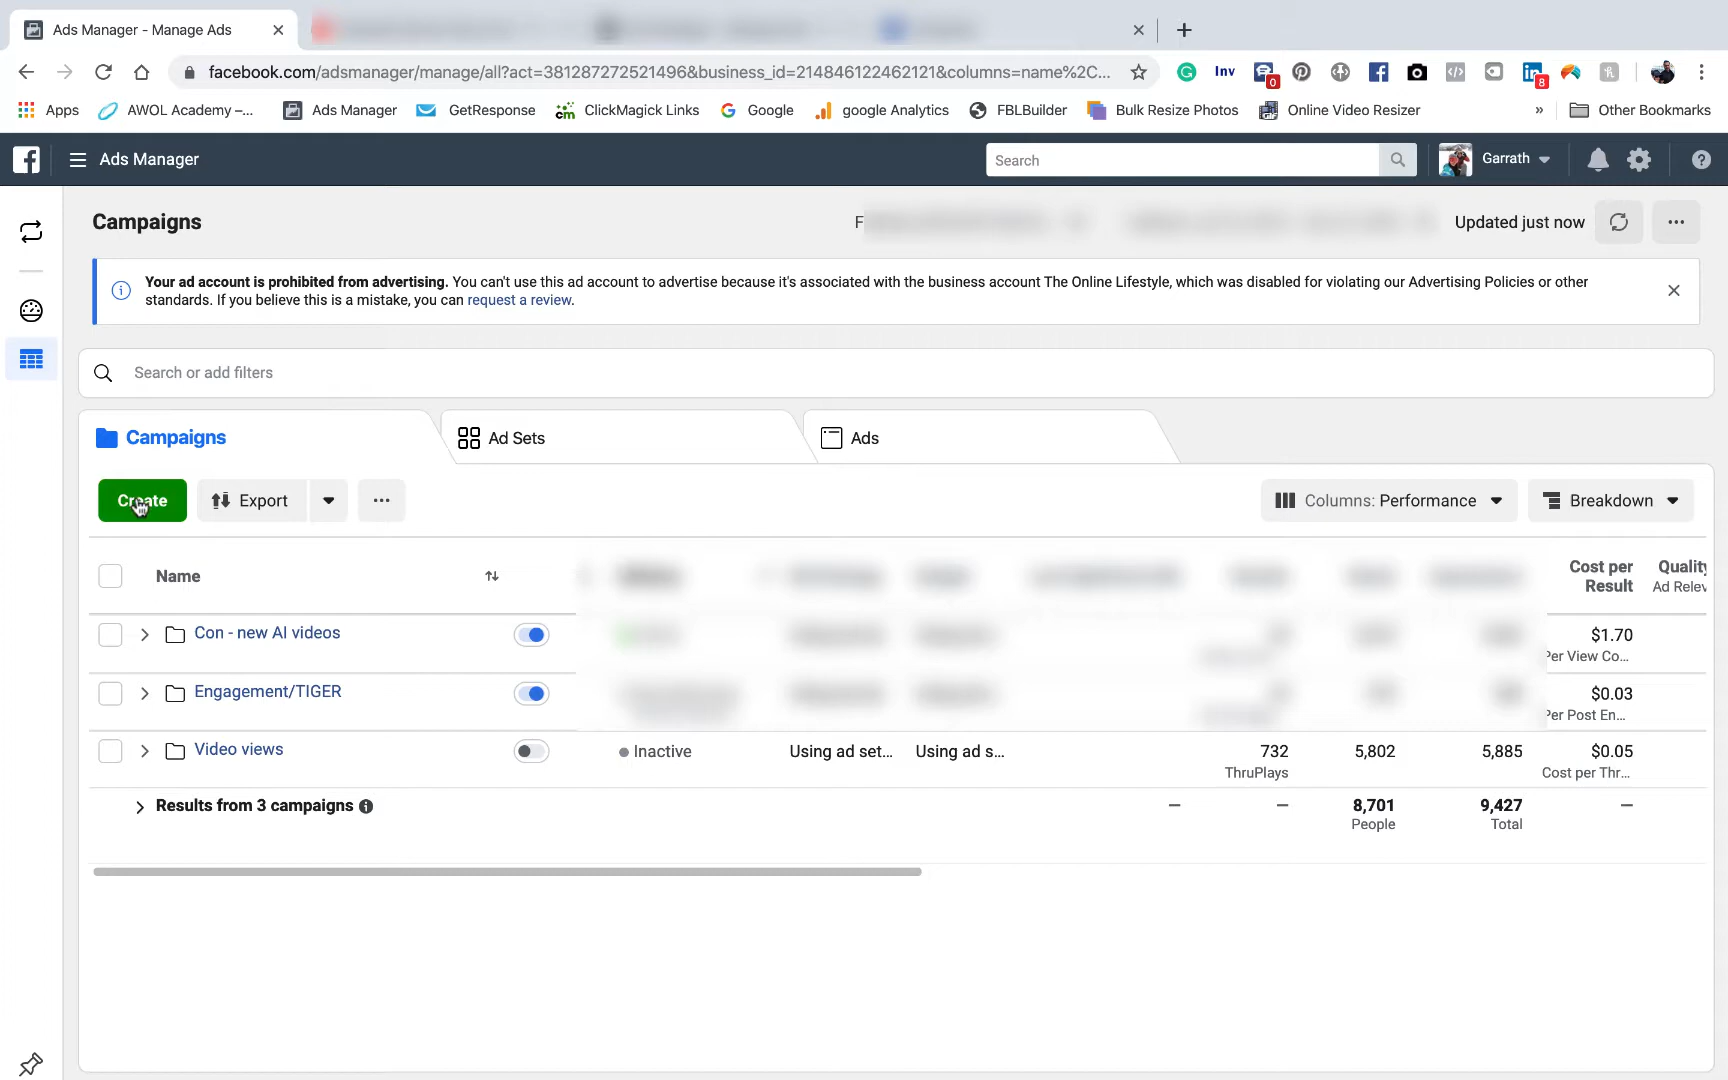 Ads Manager - Manage Ads
facebook.com/adsmanager/manage/all?act=381287272521496&business_id=214846122462121&columns=name%2C...
Inv
0
8
Apps
AWOL Academy –...
Ads Manager
GetResponse
cm ClickMagick Links
Google
google Analytics
FBLBuilder
Bulk Resize Photos
Online Video Resizer
»
Other Bookmarks
Ads Manager
Search
Garrath
Campaigns
F
Updated just now
Your ad account is prohibited from advertising. You can't use this ad account to advertise because it's associated with the business account The Online Lifestyle, which was disabled for violating our Advertising Policies or other
standards. If you believe this is a mistake, you can request a review.
Search or add filters
Campaigns
Ad Sets
Ads
Create
Export
Columns: Performance
Breakdown
Name
Cost per
Result
Quality
Ad Relev
Con - new AI videos
$1.70
Per View Co...
Engagement/TIGER
$0.03
Per Post En...
Video views
Inactive
Using ad set...
Using ad s...
732
ThruPlays
5,802
5,885
$0.05
Cost per Thr...
Results from 3 campaigns
—
—
8,701
People
9,427
Total
—